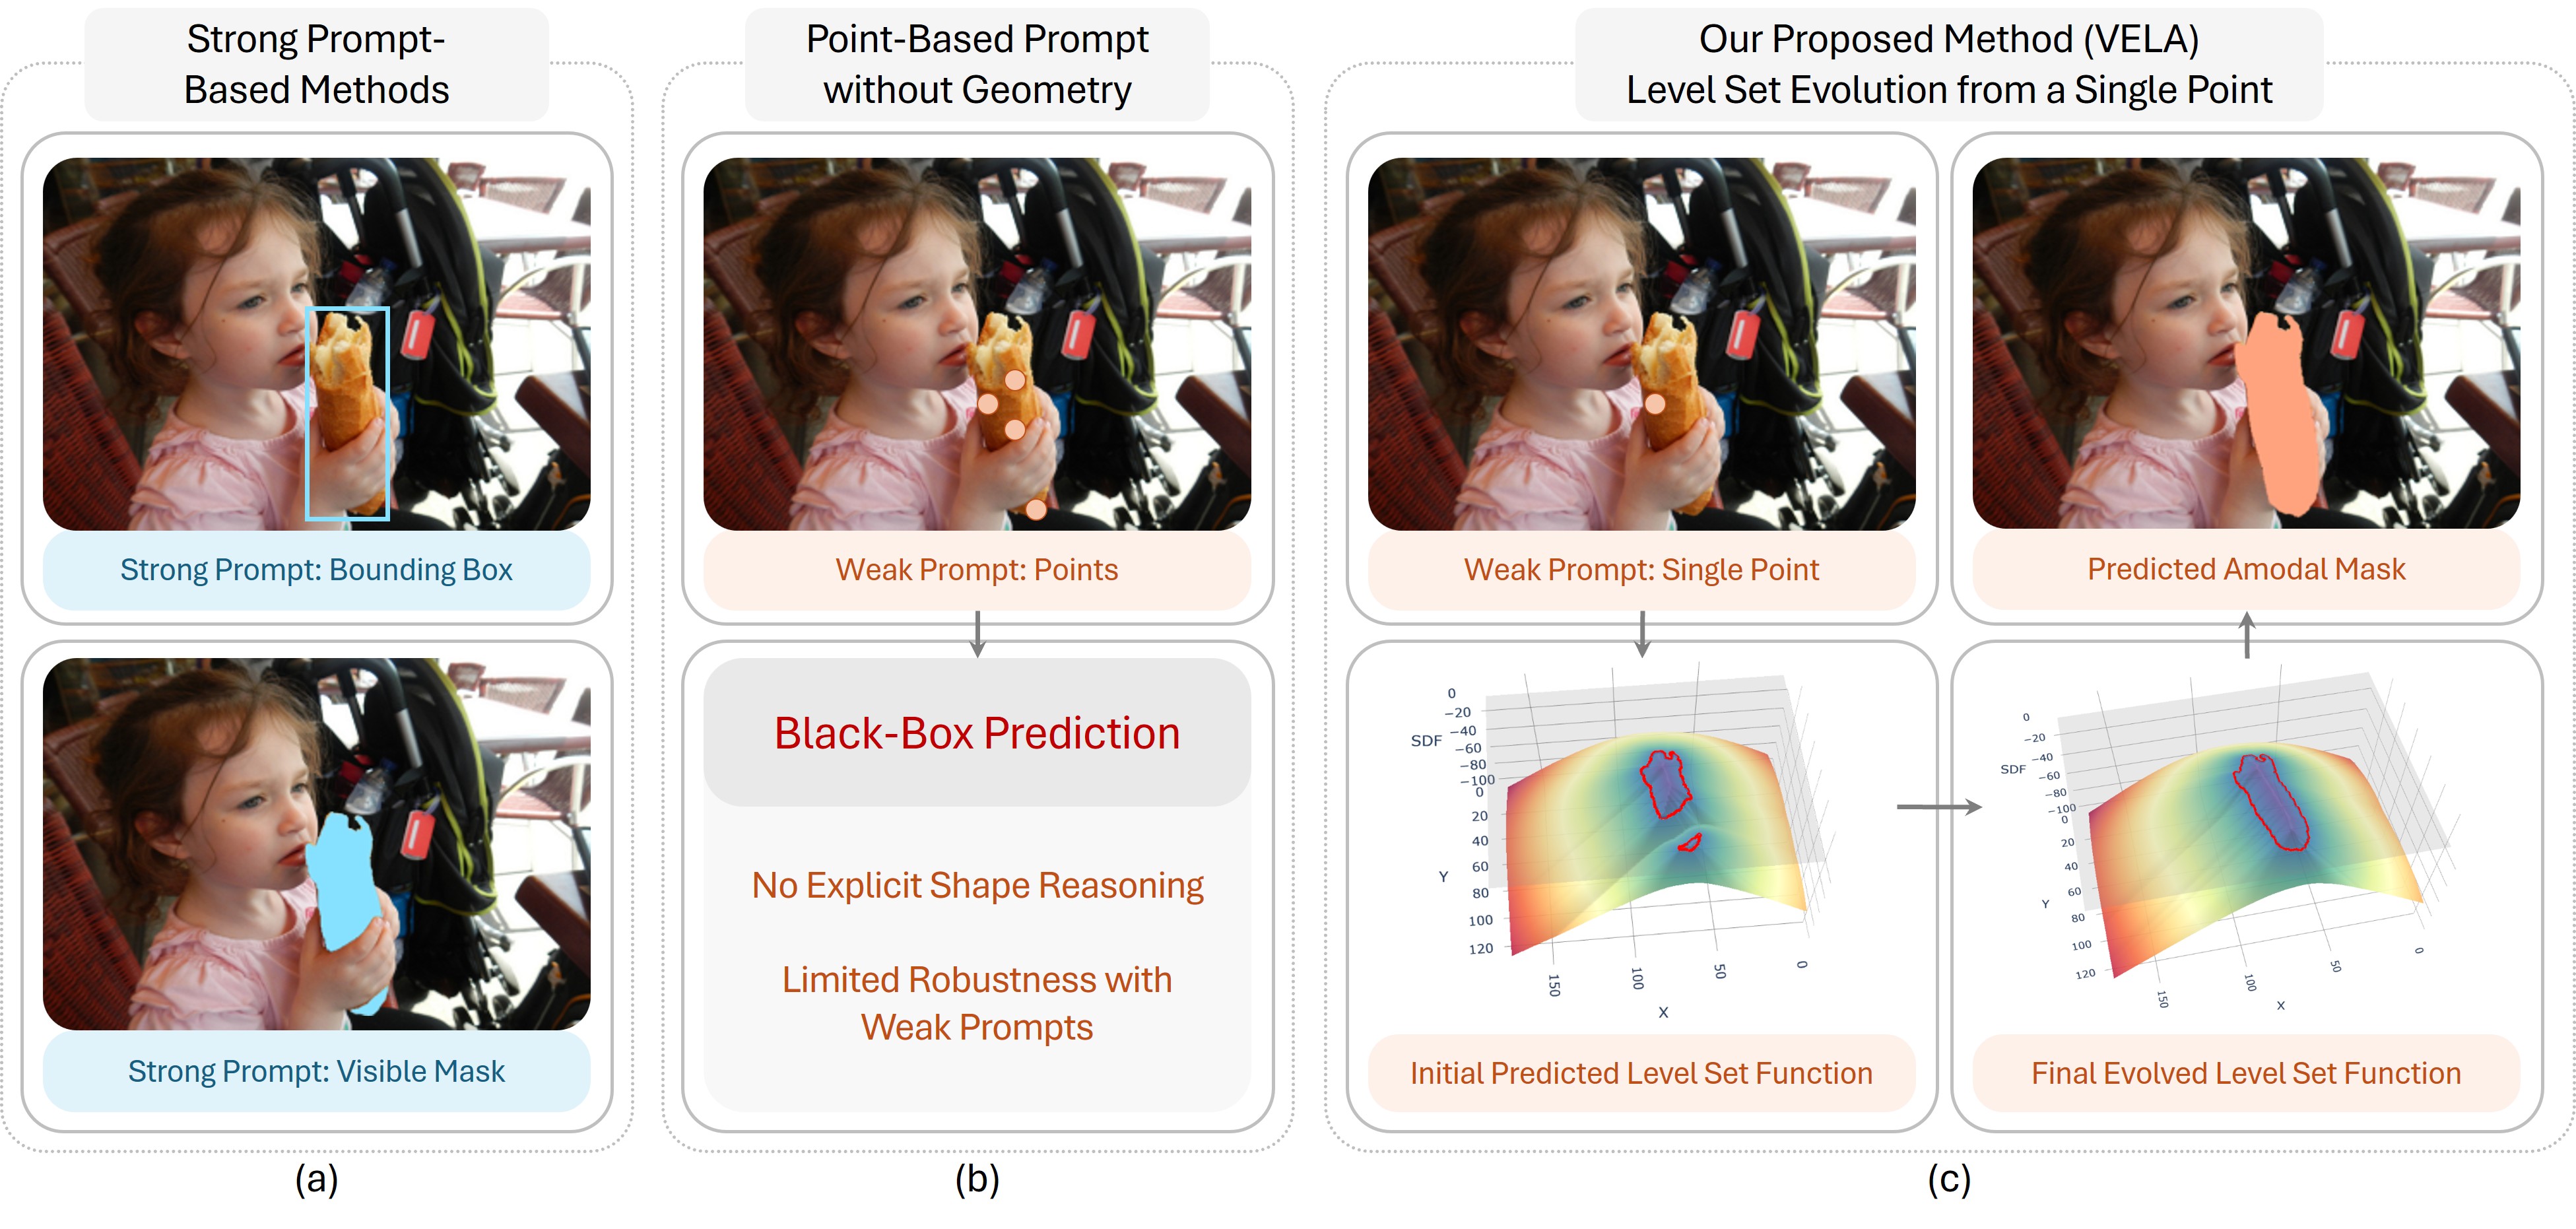 Strong Prompt-
Based Methods
Strong Prompt: Bounding Box
Strong Prompt: Visible Mask
(a)
Point-Based Prompt
without Geometry
Weak Prompt: Points
Black-Box Prediction
No Explicit Shape Reasoning
Limited Robustness with
Weak Prompts
(b)
Our Proposed Method (VELA)
Level Set Evolution from a Single Point
Weak Prompt: Single Point
Predicted Amodal Mask
0
−20
−40
SDF
−60
−80
−100
0
20
40
60
Y
80
100
120
150
100
50
0
X
Initial Predicted Level Set Function
0
−20
−40
SDF
−60
−80
−100
0
20
40
60
Y
80
100
120
150
100
50
0
X
Final Evolved Level Set Function
(c)